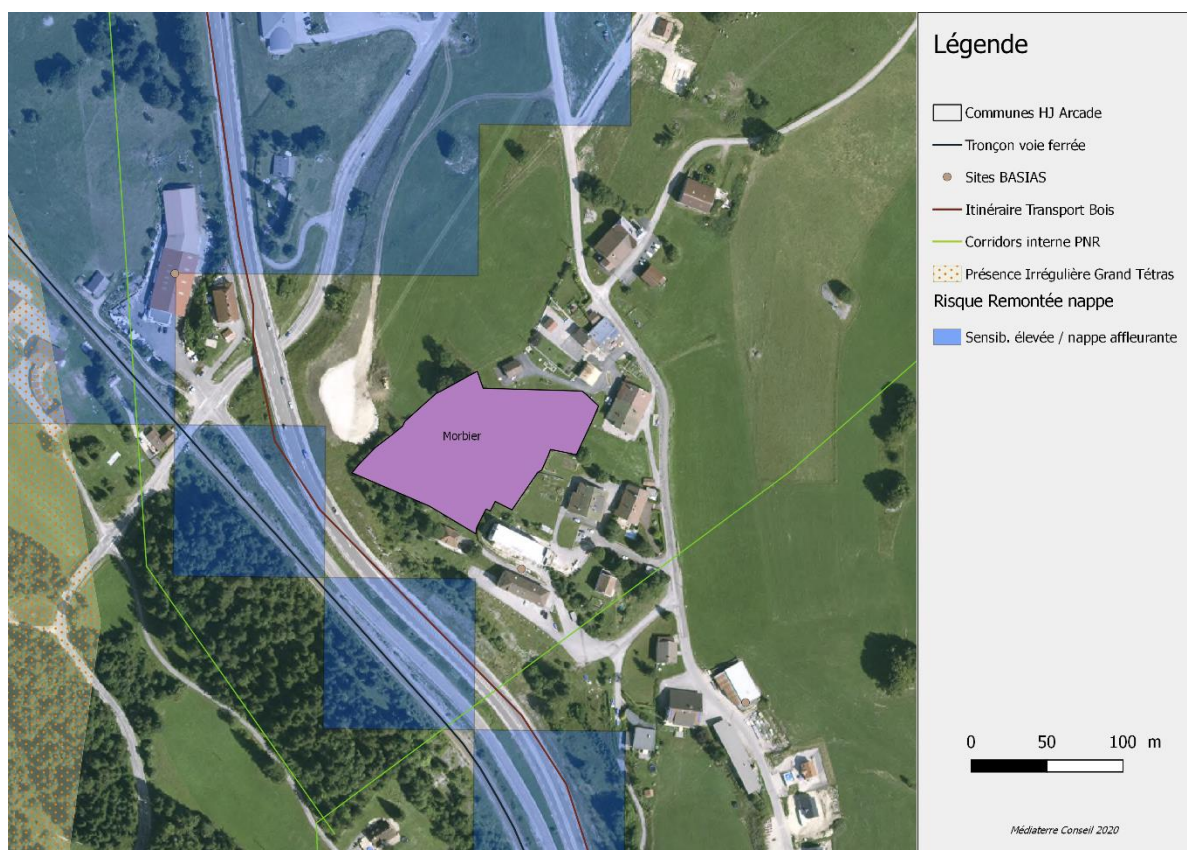 Légende
Communes HJ Arcade
Tronçon voie ferrée
Sites BASIAS
Itinéraire Transport Bois
Corridors interne PNR
Présence Irrégulière Grand Tétras
Risque Remontée nappe
Sensib. élevée / nappe affleurante
Morbier
0 50 100 m
Médiaterre Conseil 2020